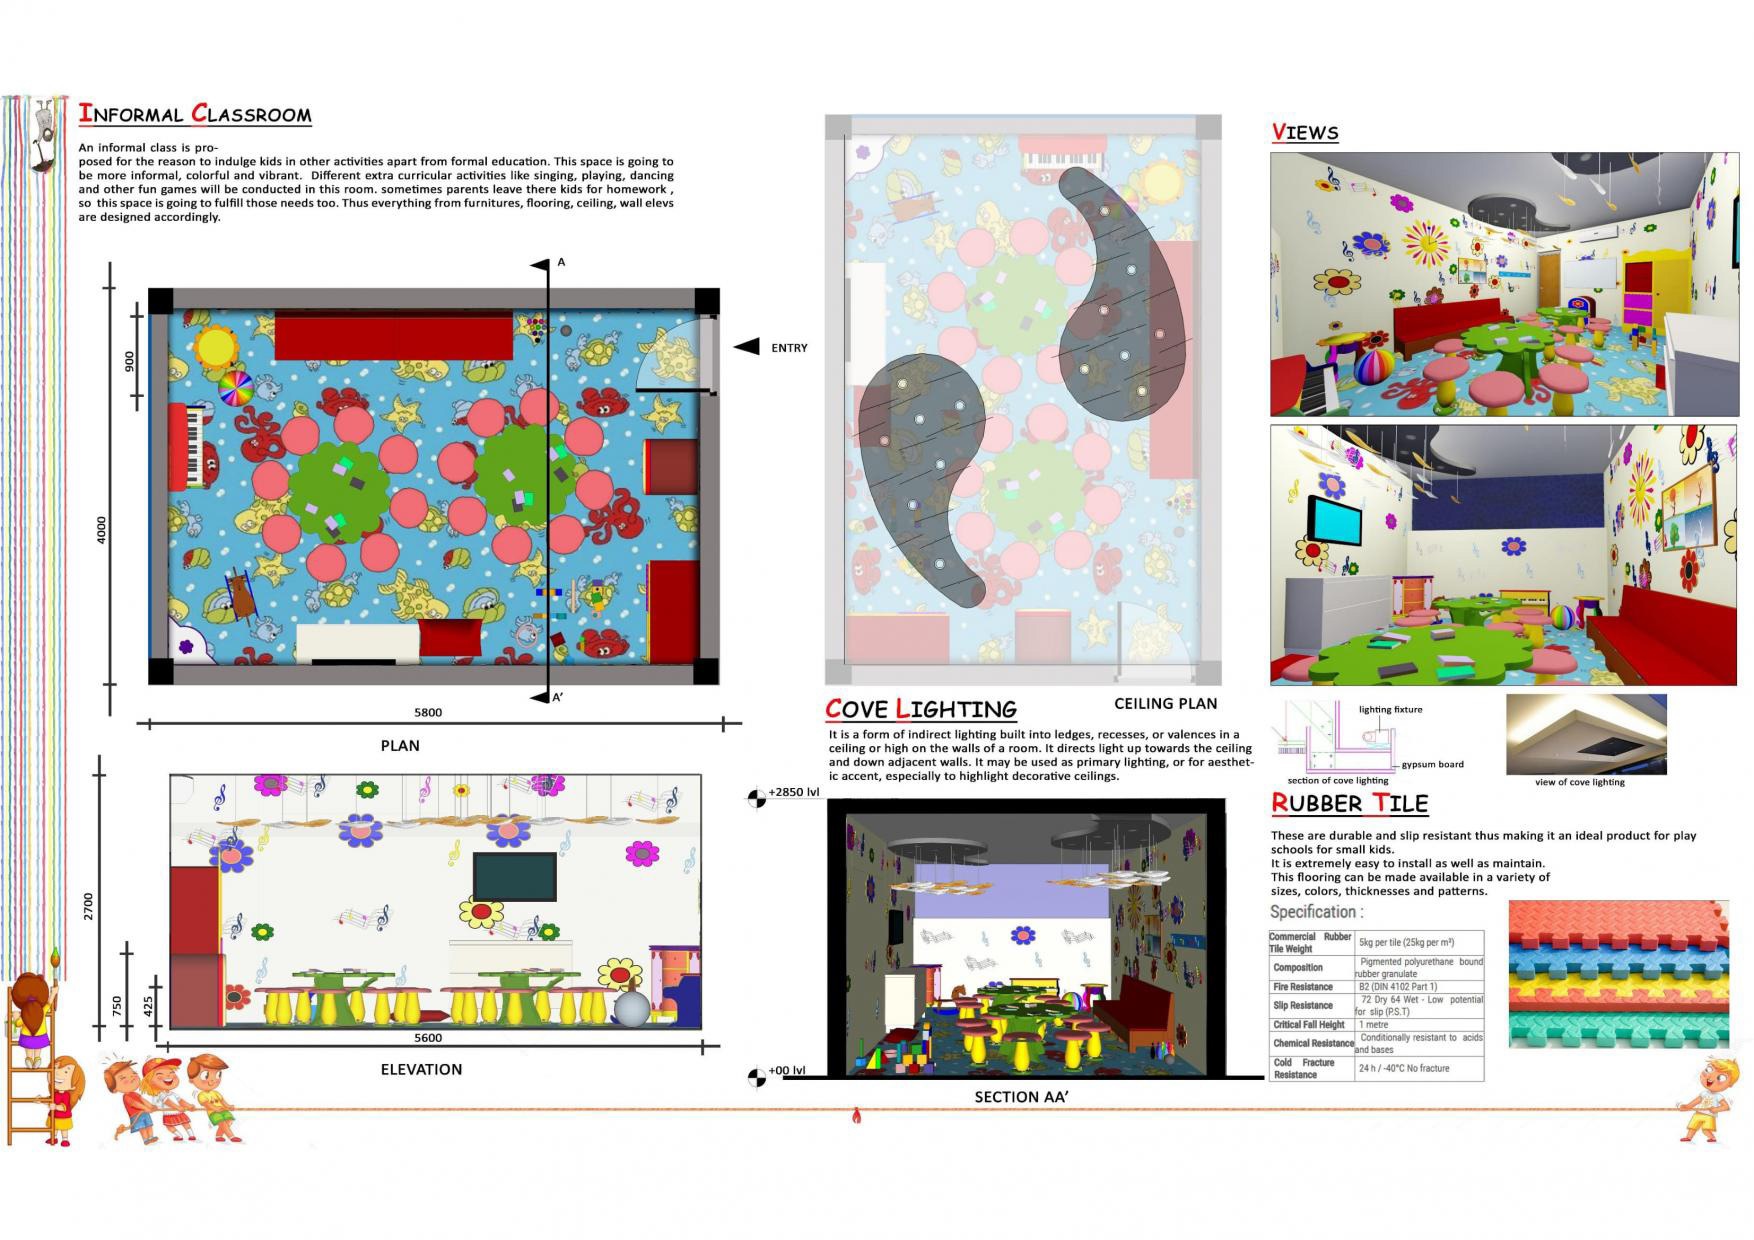 INFORMAL CLASSROOM
An informal class is pro-
posed for the reason to indulge kids in other activities apart from formal education. This space is going to
be more informal, colorful and vibrant. Different extra curricular activities like singing, playing, dancing
and other fun games will be conducted in this room. sometimes parents leave there kids for homework ,
so this space is going to fulfill those needs too. Thus everything from furnitures, flooring, ceiling, wall elevs
are designed accordingly.
A
ENTRY
900
4000
A'
5800
PLAN
2700
750
425
5600
ELEVATION
CEILING PLAN
COVE LIGHTING
It is a form of indirect lighting built into ledges, recesses, or valences in a
ceiling or high on the walls of a room. It directs light up towards the ceiling
and down adjacent walls. It may be used as primary lighting, or for aesthet-
ic accent, especially to highlight decorative ceilings.
+2850 lvl
+00 lvl
SECTION AA'
VIEWS
lighting fixture
gypsum board
section of cove lighting
view of cove lighting
RUBBER TILE
These are durable and slip resistant thus making it an ideal product for play
schools for small kids.
It is extremely easy to install as well as maintain.
This flooring can be made available in a variety of
sizes, colors, thicknesses and patterns.
Specification :
Commercial Rubber
Tile Weight
5kg per tile (25kg per m²)
Composition
Pigmented polyurethane bound
rubber granulate
Fire Resistance
B2 (DIN 4102 Part 1)
Slip Resistance
72 Dry 64 Wet - Low potential
for slip (P.S.T)
Critical Fall Height
1 metre
Chemical Resistance
Conditionally resistant to acids
and bases
Cold Fracture
Resistance
24 h / -40°C No fracture